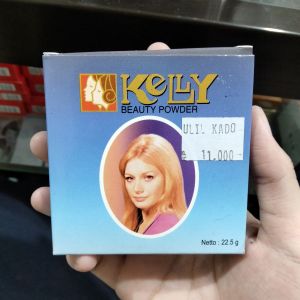 KELLY
BEAUTY POWDER
ULIL KADO
11,000
Netto : 22.5 g